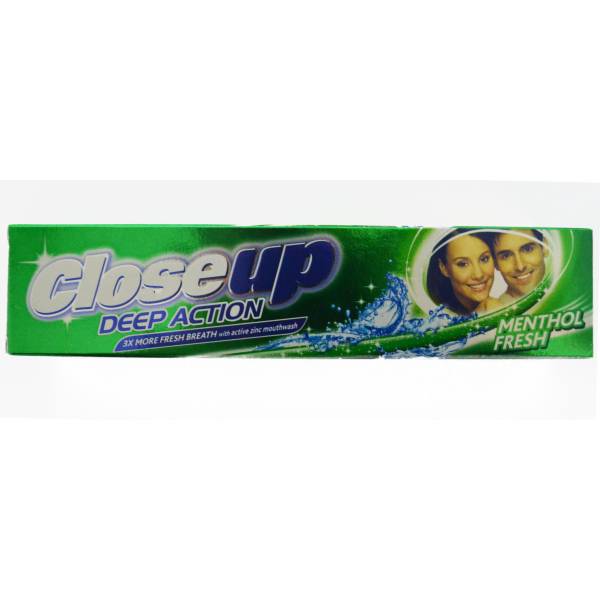 Closeup
DEEP ACTION
3X MORE FRESH BREATH with active zinc mouthwash
MENTHOL
FRESH